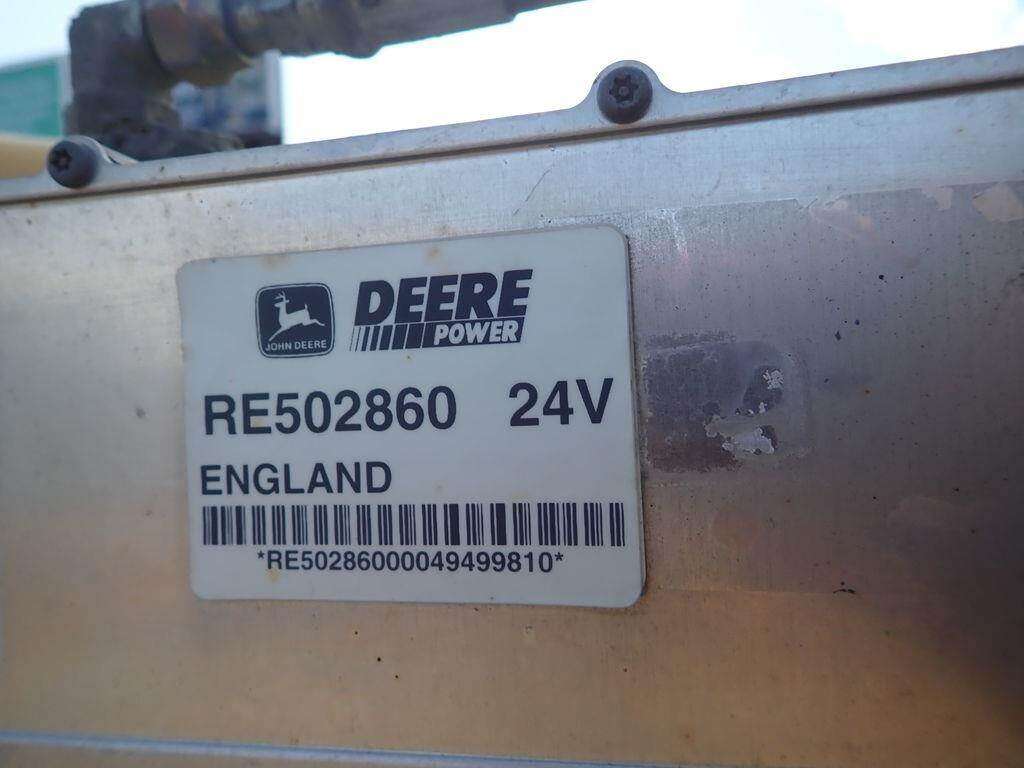 JOHN DEERE
DEERE
POWER
RE502860 24V
ENGLAND
*RE50286000049499810*